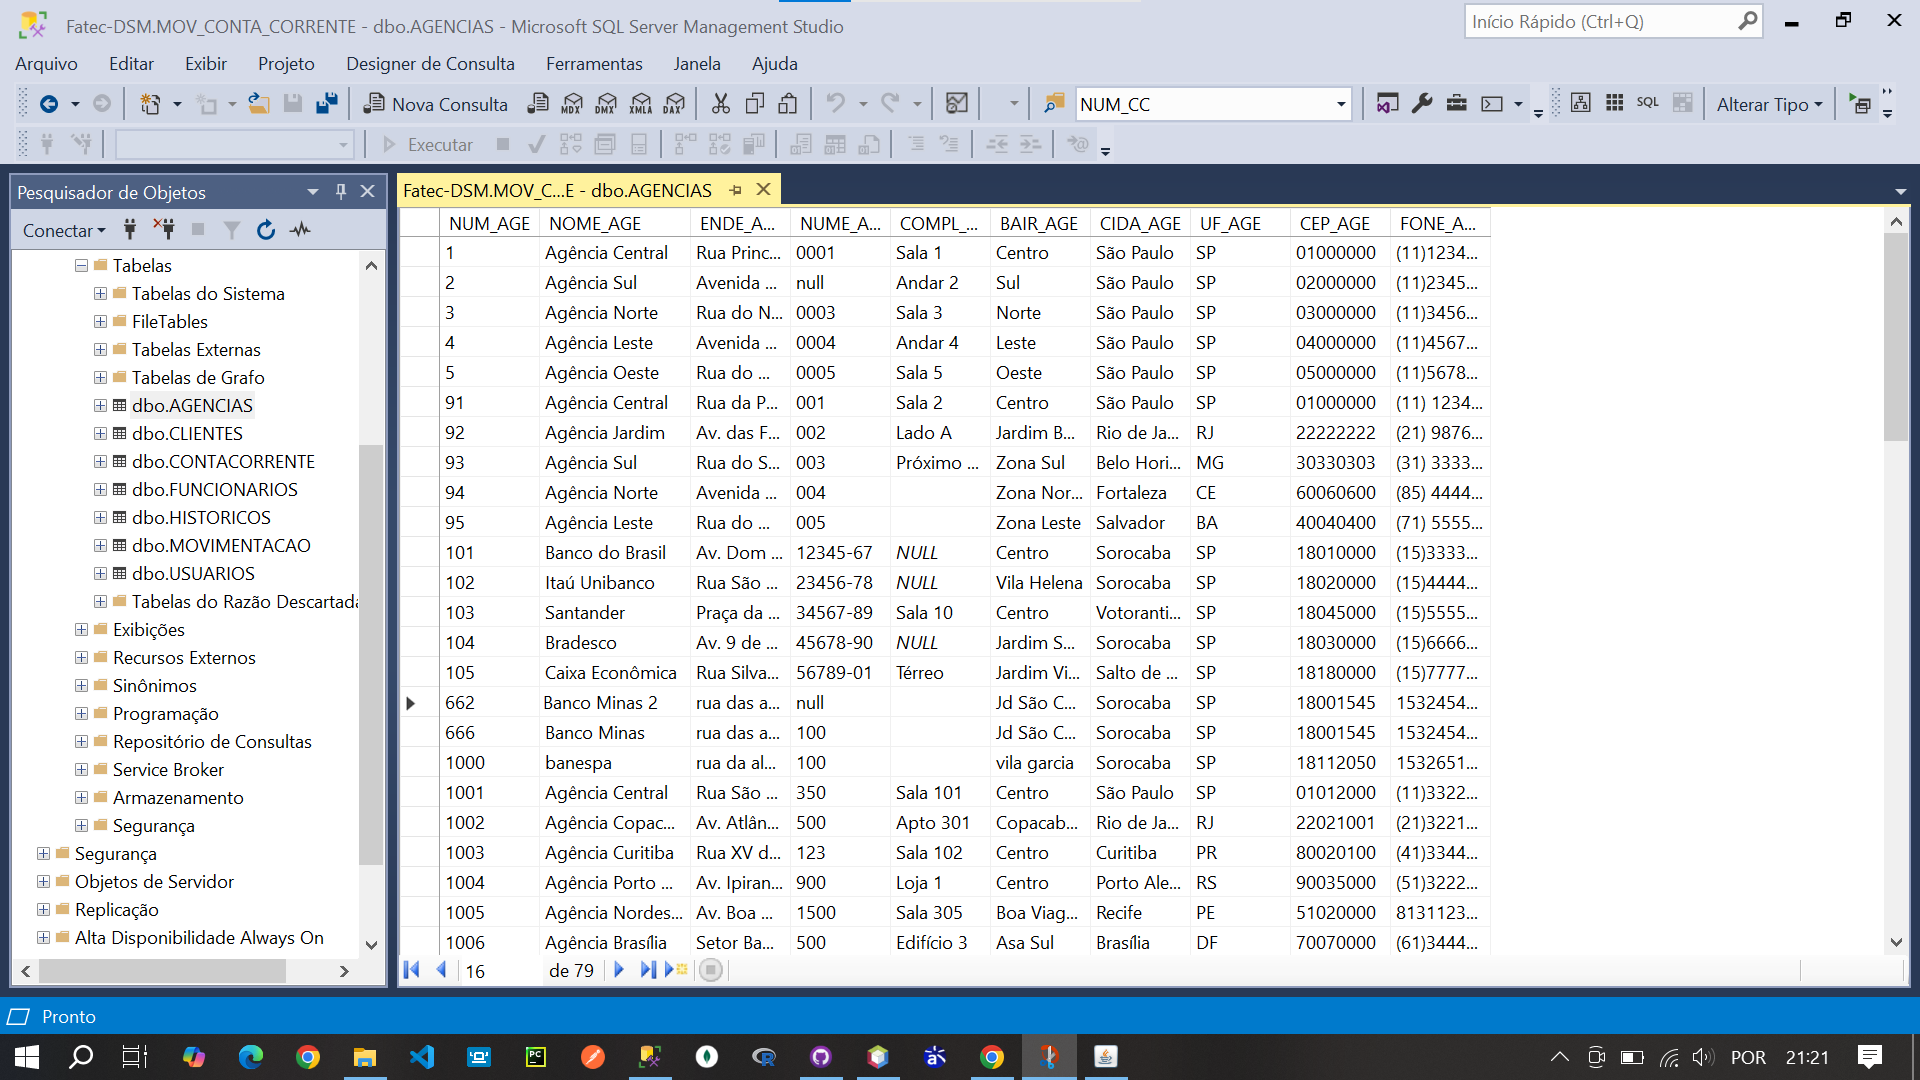 Fatec-DSM.MOV_CONTA_CORRENTE - dbo.AGENCIAS - Microsoft SQL Server Management Studio
Início Rápido (Ctrl+Q)
Arquivo Editar Exibir Projeto Designer de Consulta Ferramentas Janela Ajuda
Nova Consulta MDX DMX XMLA DAX NUM_CC SQL Alterar Tipo
Executar
Pesquisador de Objetos
Conectar
Tabelas
Tabelas do Sistema
FileTables
Tabelas Externas
Tabelas de Grafo
dbo.AGENCIAS
dbo.CLIENTES
dbo.CONTACORRENTE
dbo.FUNCIONARIOS
dbo.HISTORICOS
dbo.MOVIMENTACAO
dbo.USUARIOS
Tabelas do Razão Descartada
Exibições
Recursos Externos
Sinônimos
Programação
Repositório de Consultas
Service Broker
Armazenamento
Segurança
Segurança
Objetos de Servidor
Replicação
Alta Disponibilidade Always On
Fatec-DSM.MOV_C...E - dbo.AGENCIAS
NUM_AGE NOME_AGE ENDE_A... NUME_A... COMPL_... BAIR_AGE CIDA_AGE UF_AGE CEP_AGE FONE_A...
1 Agência Central Rua Princ... 0001 Sala 1 Centro São Paulo SP 01000000 (11)1234...
2 Agência Sul Avenida ... null Andar 2 Sul São Paulo SP 02000000 (11)2345...
3 Agência Norte Rua do N... 0003 Sala 3 Norte São Paulo SP 03000000 (11)3456...
4 Agência Leste Avenida ... 0004 Andar 4 Leste São Paulo SP 04000000 (11)4567...
5 Agência Oeste Rua do ... 0005 Sala 5 Oeste São Paulo SP 05000000 (11)5678...
91 Agência Central Rua da P... 001 Sala 2 Centro São Paulo SP 01000000 (11) 1234...
92 Agência Jardim Av. das F... 002 Lado A Jardim B... Rio de Ja... RJ 22222222 (21) 9876...
93 Agência Sul Rua do S... 003 Próximo ... Zona Sul Belo Hori... MG 30330303 (31) 3333...
94 Agência Norte Avenida ... 004 Zona Nor... Fortaleza CE 60060600 (85) 4444...
95 Agência Leste Rua do ... 005 Zona Leste Salvador BA 40040400 (71) 5555...
101 Banco do Brasil Av. Dom ... 12345-67 NULL Centro Sorocaba SP 18010000 (15)3333...
102 Itaú Unibanco Rua São ... 23456-78 NULL Vila Helena Sorocaba SP 18020000 (15)4444...
103 Santander Praça da ... 34567-89 Sala 10 Centro Votoranti... SP 18045000 (15)5555...
104 Bradesco Av. 9 de ... 45678-90 NULL Jardim S... Sorocaba SP 18030000 (15)6666...
105 Caixa Econômica Rua Silva... 56789-01 Térreo Jardim Vi... Salto de ... SP 18180000 (15)7777...
662 Banco Minas 2 rua das a... null Jd São C... Sorocaba SP 18001545 1532454...
666 Banco Minas rua das a... 100 Jd São C... Sorocaba SP 18001545 1532454...
1000 banespa rua da al... 100 vila garcia Sorocaba SP 18112050 1532651...
1001 Agência Central Rua São ... 350 Sala 101 Centro São Paulo SP 01012000 (11)3322...
1002 Agência Copac... Av. Atlân... 500 Apto 301 Copacab... Rio de Ja... RJ 22021001 (21)3221...
1003 Agência Curitiba Rua XV d... 123 Sala 102 Centro Curitiba PR 80020100 (41)3344...
1004 Agência Porto ... Av. Ipiran... 900 Loja 1 Centro Porto Ale... RS 90035000 (51)3222...
1005 Agência Nordes... Av. Boa ... 1500 Sala 305 Boa Viag... Recife PE 51020000 8131123...
1006 Agência Brasília Setor Ba... 500 Edifício 3 Asa Sul Brasília DF 70070000 (61)3444...
16 de 79
Pronto
POR 21:21